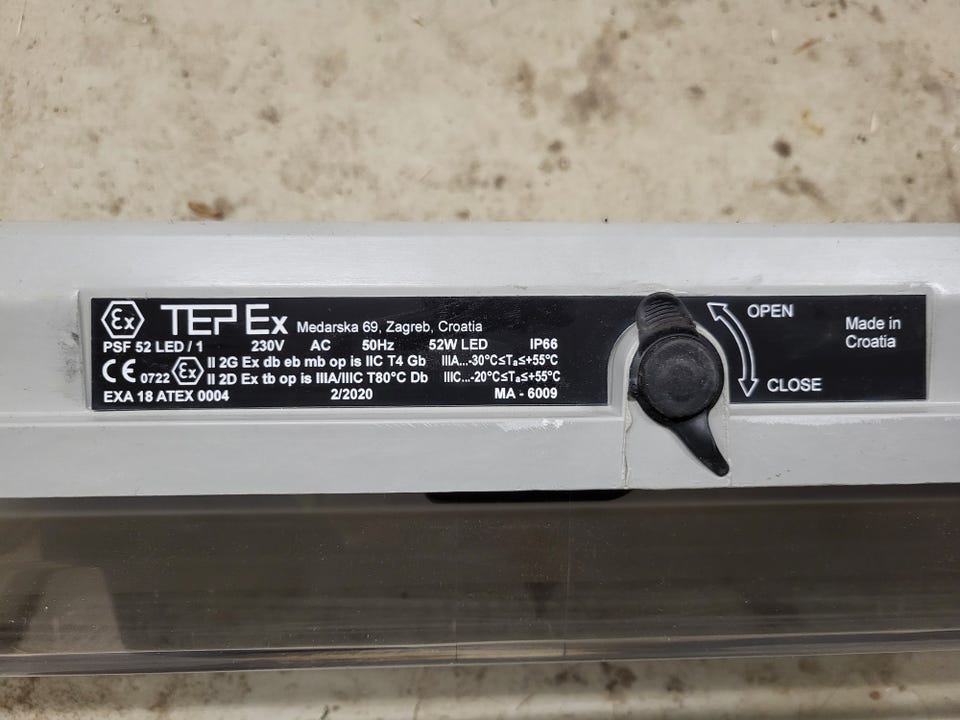 Ex TEP Ex Medarska 69, Zagreb, Croatia
PSF 52 LED / 1 230V AC 50Hz 52W LED IP66
CE 0722 Ex II 2G Ex db eb mb op is IIC T4 Gb IIIA...-30°C≤Ta≤+55°C
II 2D Ex tb op is IIIA/IIIC T80°C Db IIIC...-20°C≤Ta≤+55°C
EXA 18 ATEX 0004 2/2020 MA - 6009
OPEN
CLOSE
Made in
Croatia